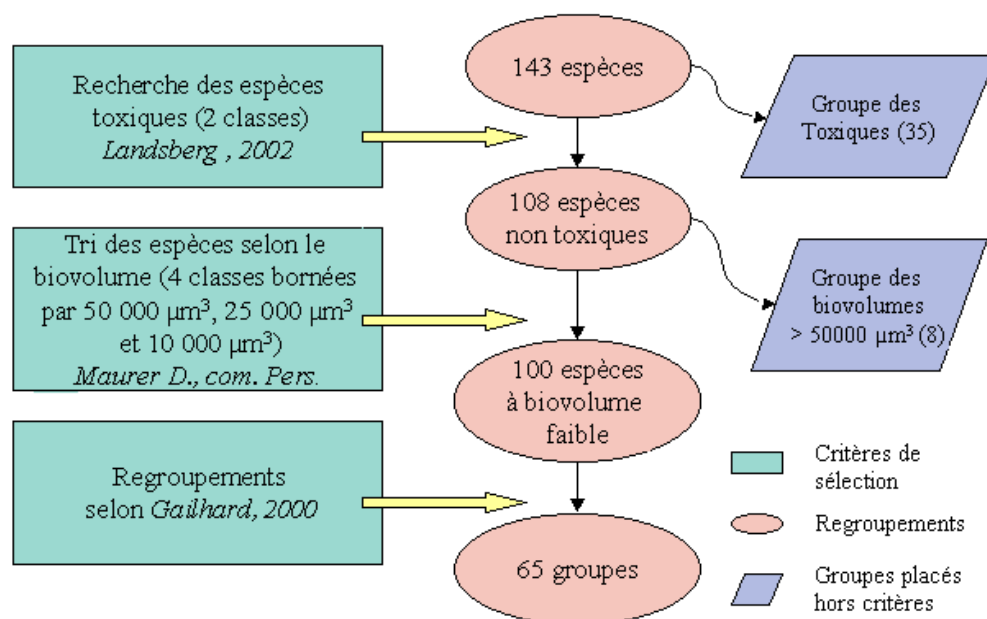 Recherche des espèces
toxiques (2 classes)
Landsberg , 2002
143 espèces
Groupe des
Toxiques (35)
108 espèces
non toxiques
Tri des espèces selon le
biovolume (4 classes bornées
par 50 000 µm³, 25 000 µm³
et 10 000 µm³)
Maurer D., com. Pers.
Groupe des
biovolumes
> 50000 µm³ (8)
100 espèces
à biovolume
faible
Regroupements
selon Gailhard, 2000
65 groupes
Critères de
sélection
Regroupements
Groupes placés
hors critères